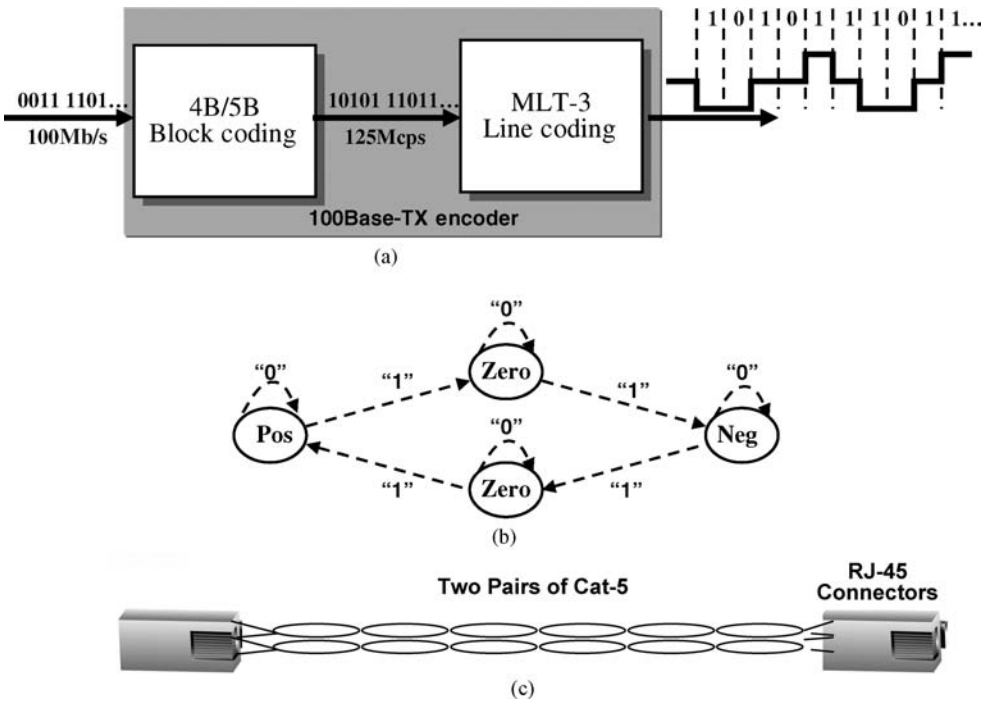 1 0 1 0 1 1 1 0 1 1...
0011 1101...
100Mb/s
4B/5B
Block coding
10101 11011...
125Mcps
MLT-3
Line coding
100Base-TX encoder
(a)
“0”
Zero
“0”
“1”
“1”
“0”
Pos
“0”
Neg
“1”
Zero
“1”
(b)
Two Pairs of Cat-5
RJ-45
Connectors
(c)